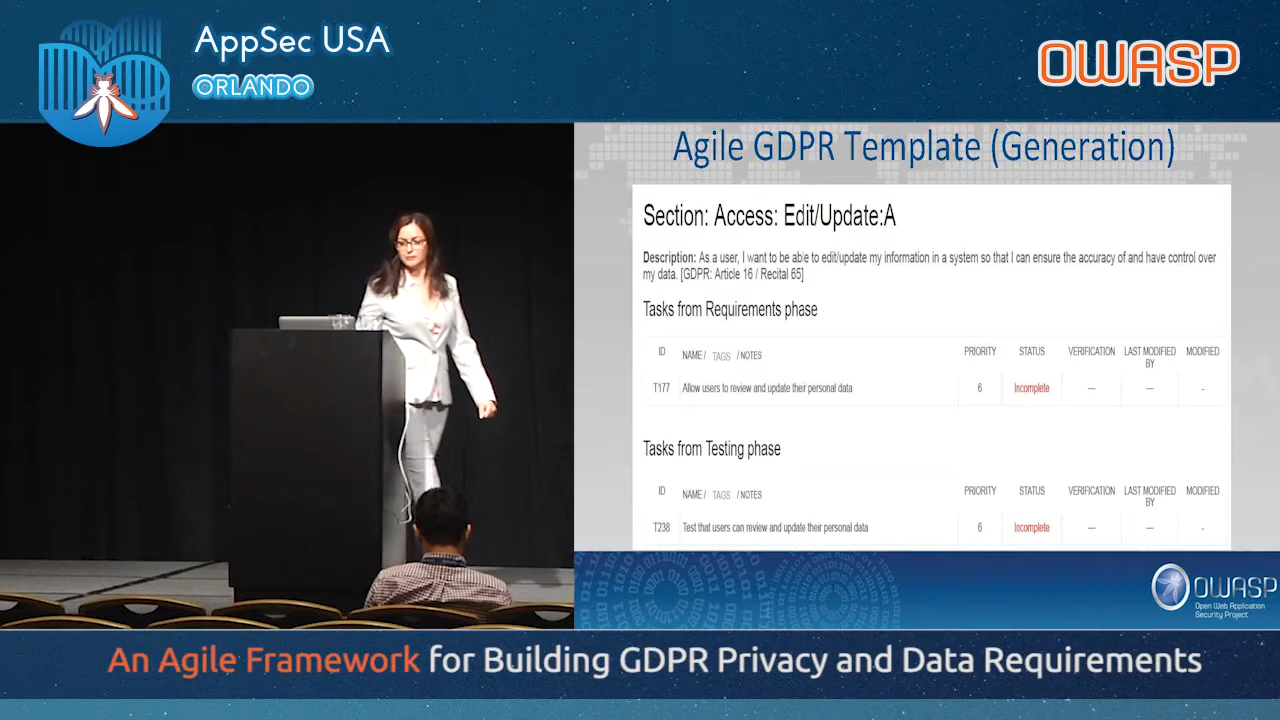 AppSec USA
ORLANDO
OWASP
Agile GDPR Template (Generation)
Section: Access: Edit/Update:A
Description: As a user, I want to be able to edit/update my information in a system so that I can ensure the accuracy of and have control over
my data. [GDPR: Article 16 / Recital 65]
Tasks from Requirements phase
ID NAME / TAGS / NOTES PRIORITY STATUS VERIFICATION LAST MODIFIED BY MODIFIED
T177 Allow users to review and update their personal data 6 Incomplete — — -
Tasks from Testing phase
ID NAME / TAGS / NOTES PRIORITY STATUS VERIFICATION LAST MODIFIED BY MODIFIED
T238 Test that users can review and update their personal data 6 Incomplete — — -
OWASP
Open Web Application
Security Project
An Agile Framework for Building GDPR Privacy and Data Requirements